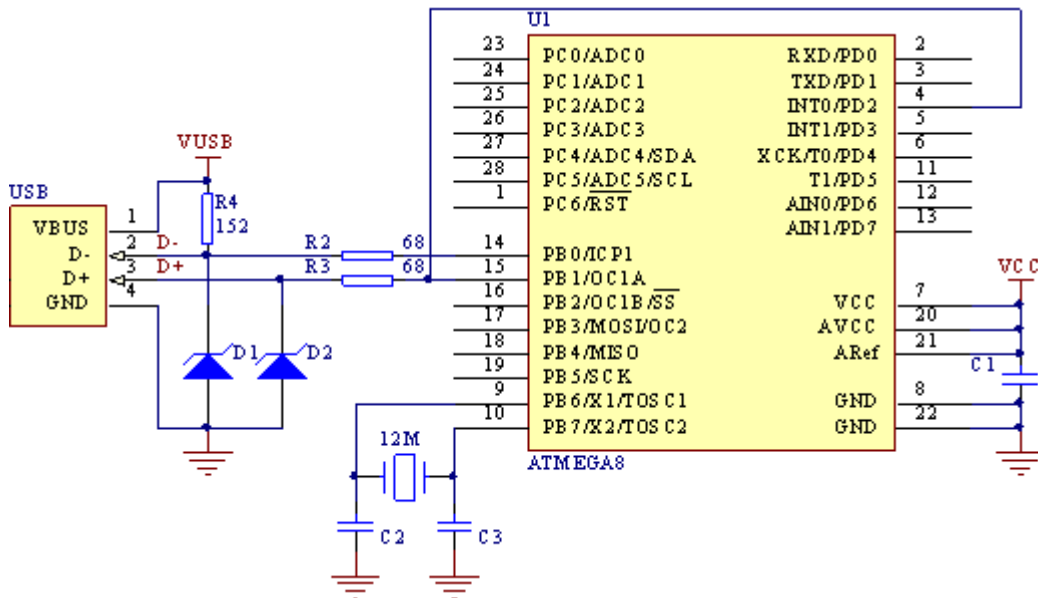 U1
23 PC0/ADC0 RXD/PD0 2
24 PC1/ADC1 TXD/PD1 3
25 PC2/ADC2 INT0/PD2 4
26 PC3/ADC3 INT1/PD3 5
27 PC4/ADC4/SDA XCK/T0/PD4 6
28 PC5/ADC5/SCL T1/PD5 11
1 PC6/RST AIN0/PD6 12
AIN1/PD7 13
VUSB
USB
R4
152
VBUS 1
D- 2 D- R2 68 14 PB0/ICP1
D+ 3 D+ R3 68 15 PB1/OC1A
GND 4
VCC
16 PB2/OC1B/SS VCC 7
17 PB3/MOSI/OC2 AVCC 20
18 PB4/MISO ARef 21
D1 D2
C1
19 PB5/SCK
9 PB6/X1/TOSC1 GND 8
10 PB7/X2/TOSC2 GND 22
12M
ATMEGA8
C2 C3